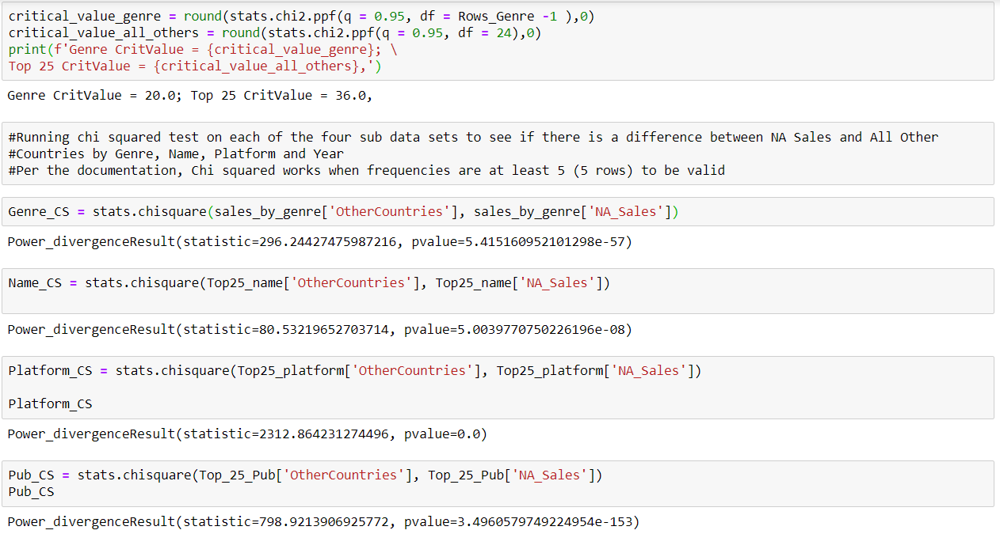 critical_value_genre = round(stats.chi2.ppf(q = 0.95, df = Rows_Genre -1 ),0)
critical_value_all_others = round(stats.chi2.ppf(q = 0.95, df = 24),0)
print(f'Genre CritValue = {critical_value_genre}; \
Top 25 CritValue = {critical_value_all_others},')
Genre CritValue = 20.0; Top 25 CritValue = 36.0,
#Running chi squared test on each of the four sub data sets to see if there is a difference between NA Sales and All Other
#Countries by Genre, Name, Platform and Year
#Per the documentation, Chi squared works when frequencies are at least 5 (5 rows) to be valid
Genre_CS = stats.chisquare(sales_by_genre['OtherCountries'], sales_by_genre['NA_Sales'])
Power_divergenceResult(statistic=296.24427475987216, pvalue=5.415160952101298e-57)
Name_CS = stats.chisquare(Top25_name['OtherCountries'], Top25_name['NA_Sales'])
Power_divergenceResult(statistic=80.53219652703714, pvalue=5.0039770750226196e-08)
Platform_CS = stats.chisquare(Top25_platform['OtherCountries'], Top25_platform['NA_Sales'])
Platform_CS
Power_divergenceResult(statistic=2312.864231274496, pvalue=0.0)
Pub_CS = stats.chisquare(Top_25_Pub['OtherCountries'], Top_25_Pub['NA_Sales'])
Pub_CS
Power_divergenceResult(statistic=798.9213906925772, pvalue=3.4960579749224954e-153)